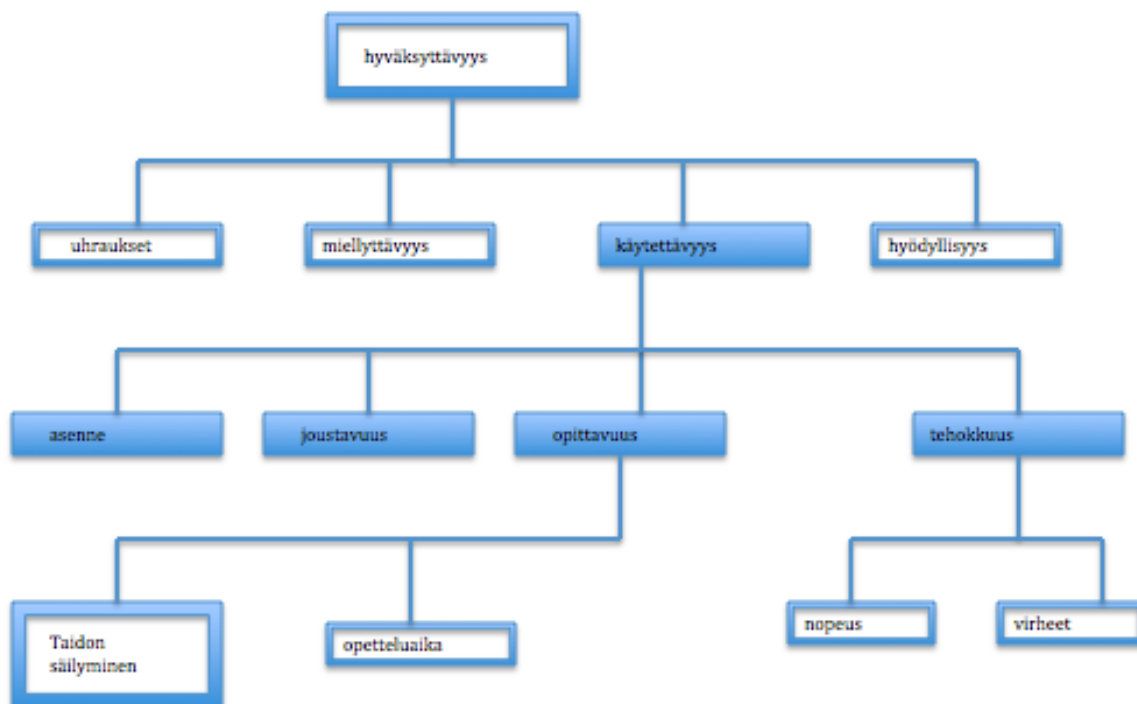 hyväksyttävyys
uhraukset
miellyttävyys
käytettävyys
hyödyllisyys
asenne
joustavuus
opittavuus
tehokkuus
Taidon
säilyminen
opetteluaika
nopeus
virheet